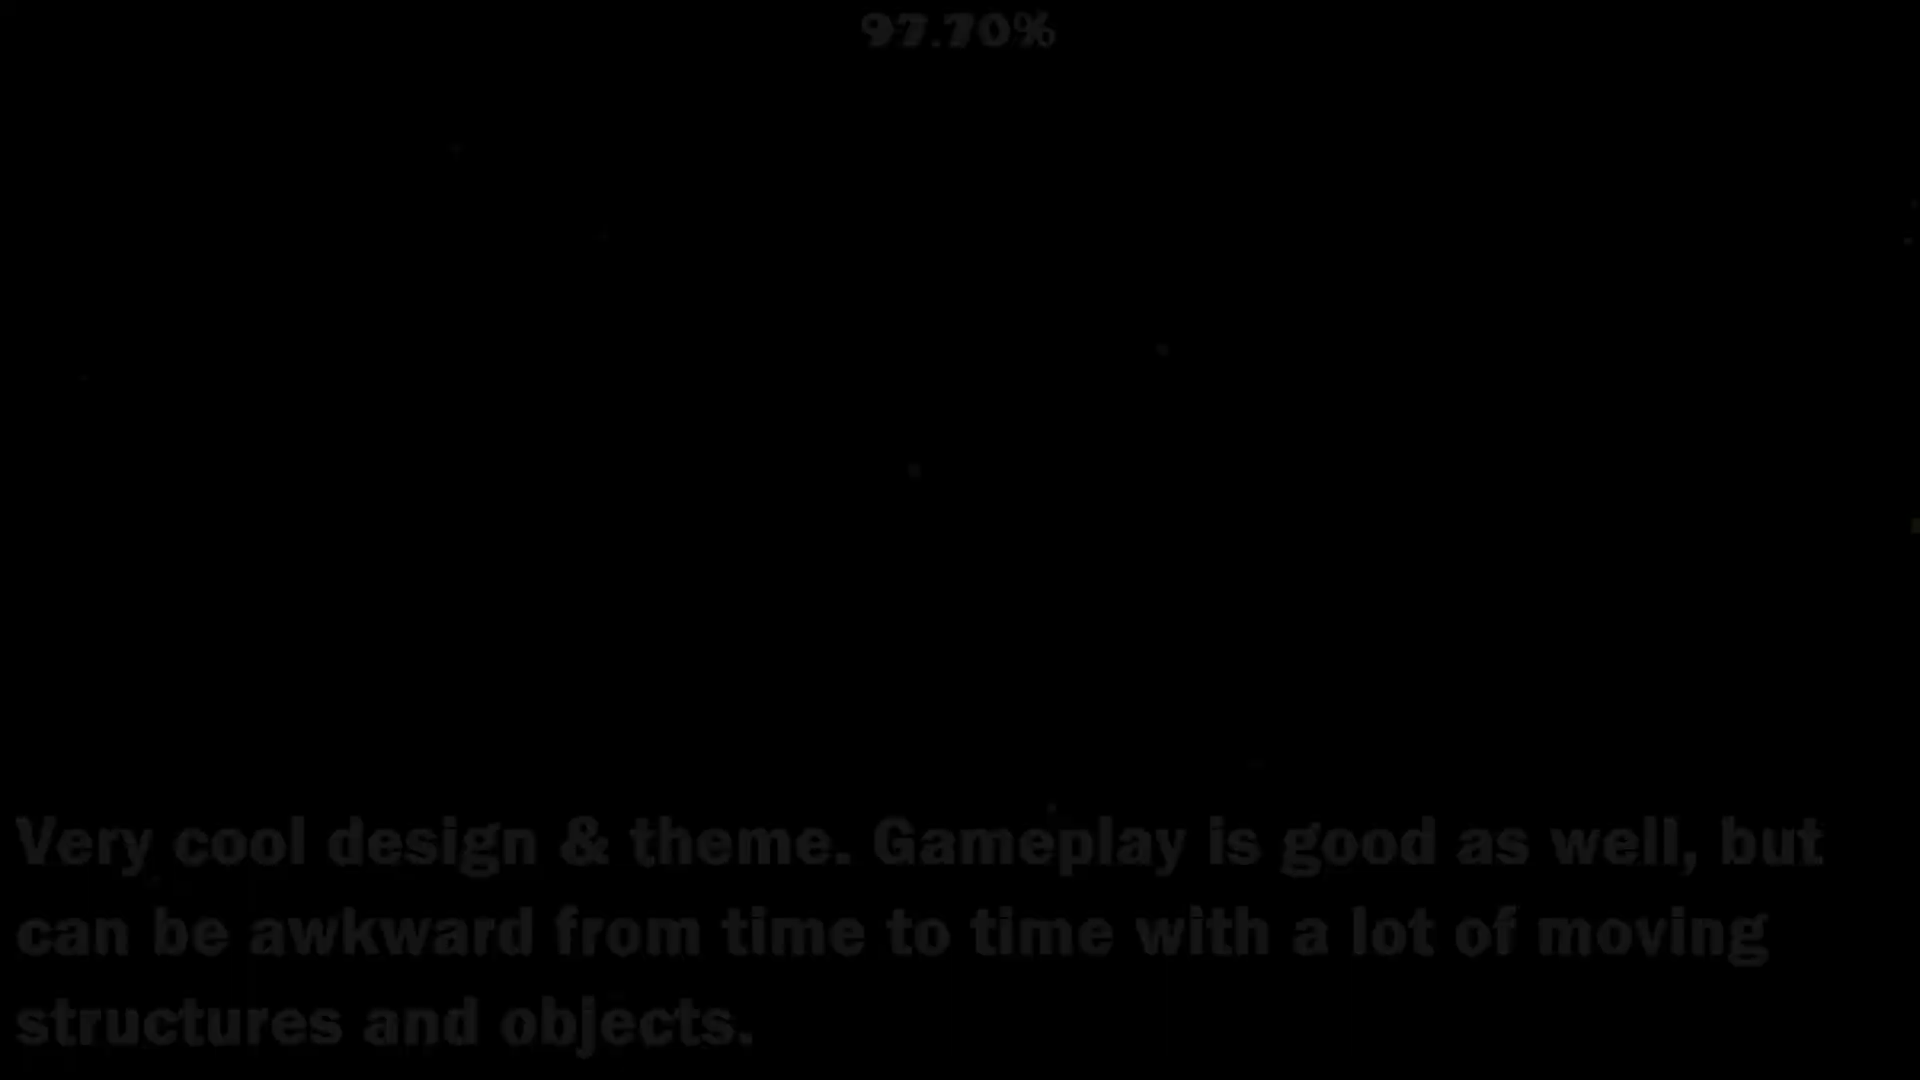 97.70%
Very cool design & theme. Gameplay is good as well, but
can be awkward from time to time with a lot of moving
structures and objects.